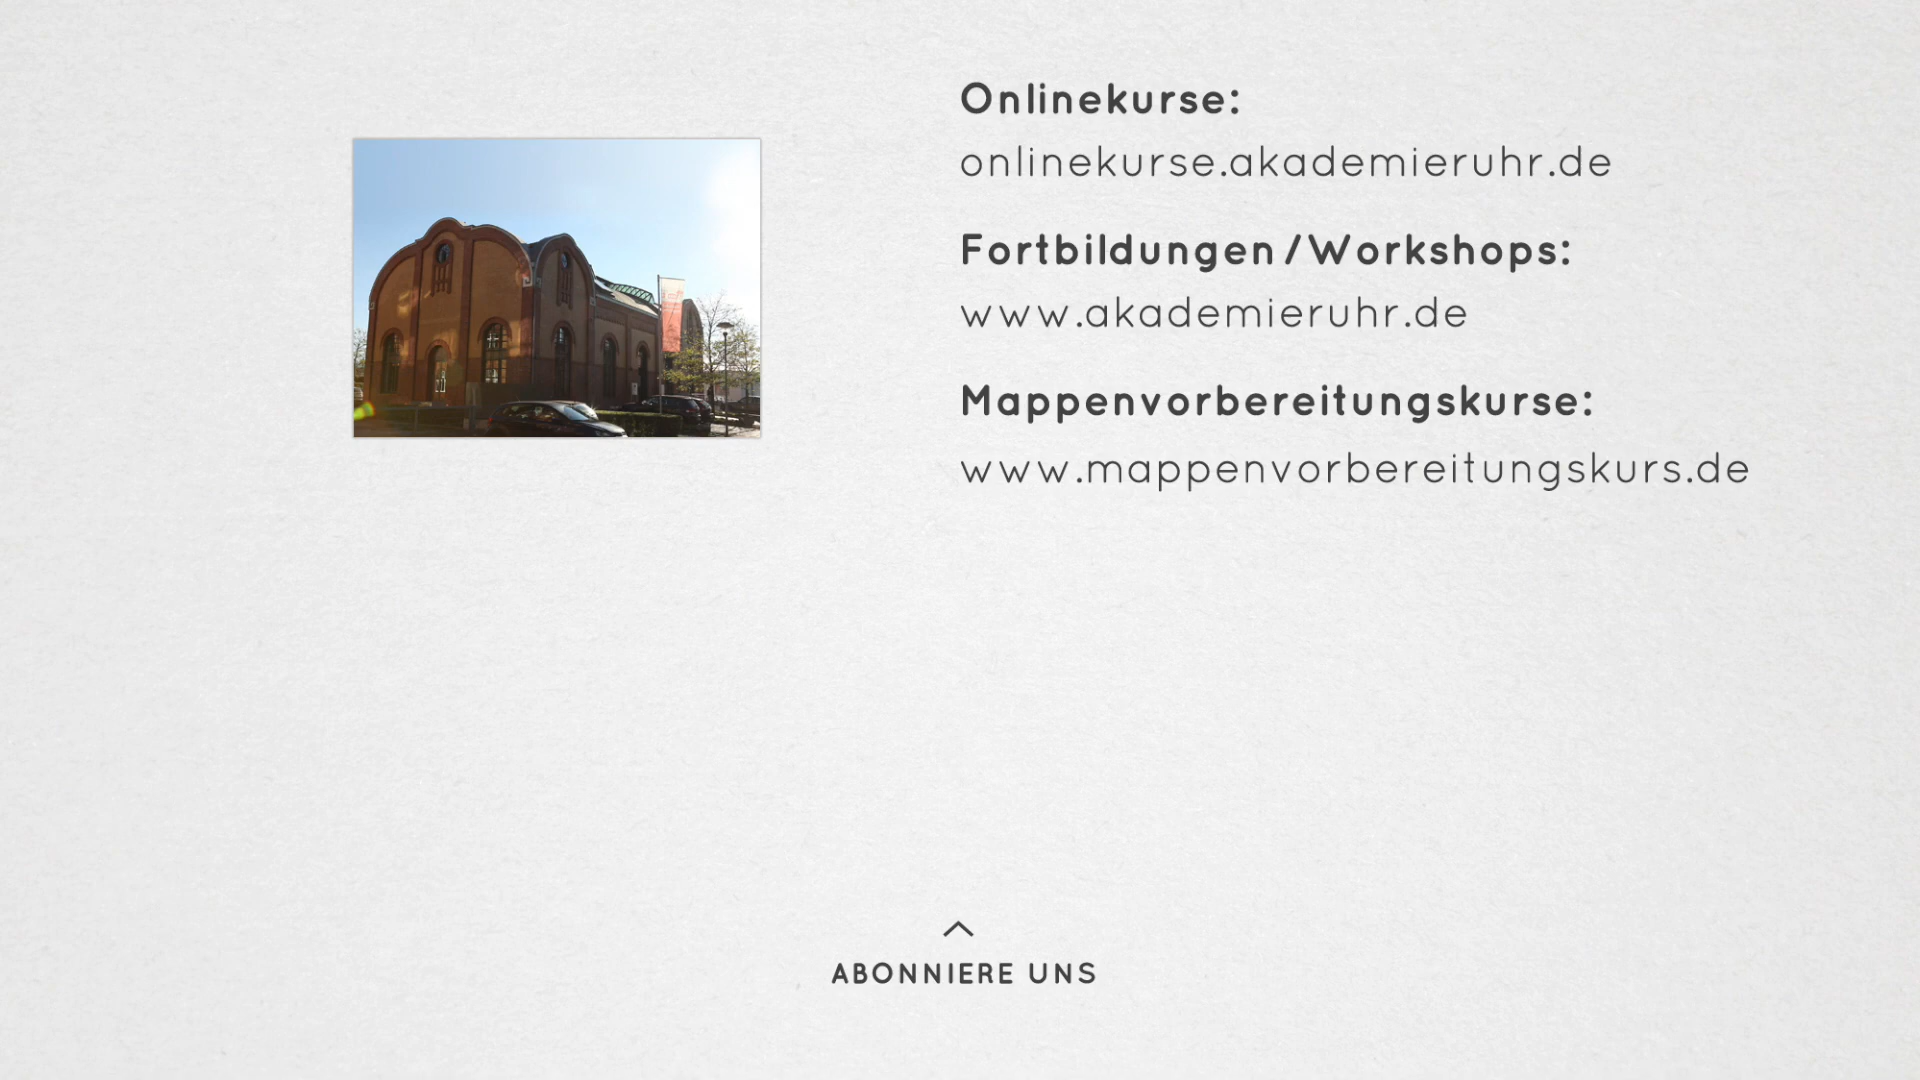 Onlinekurse:
onlinekurse.akademieruhr.de
Fortbildungen/Workshops:
www.akademieruhr.de
Mappenvorbereitungskurse:
www.mappenvorbereitungskurs.de
ABONNIERE UNS